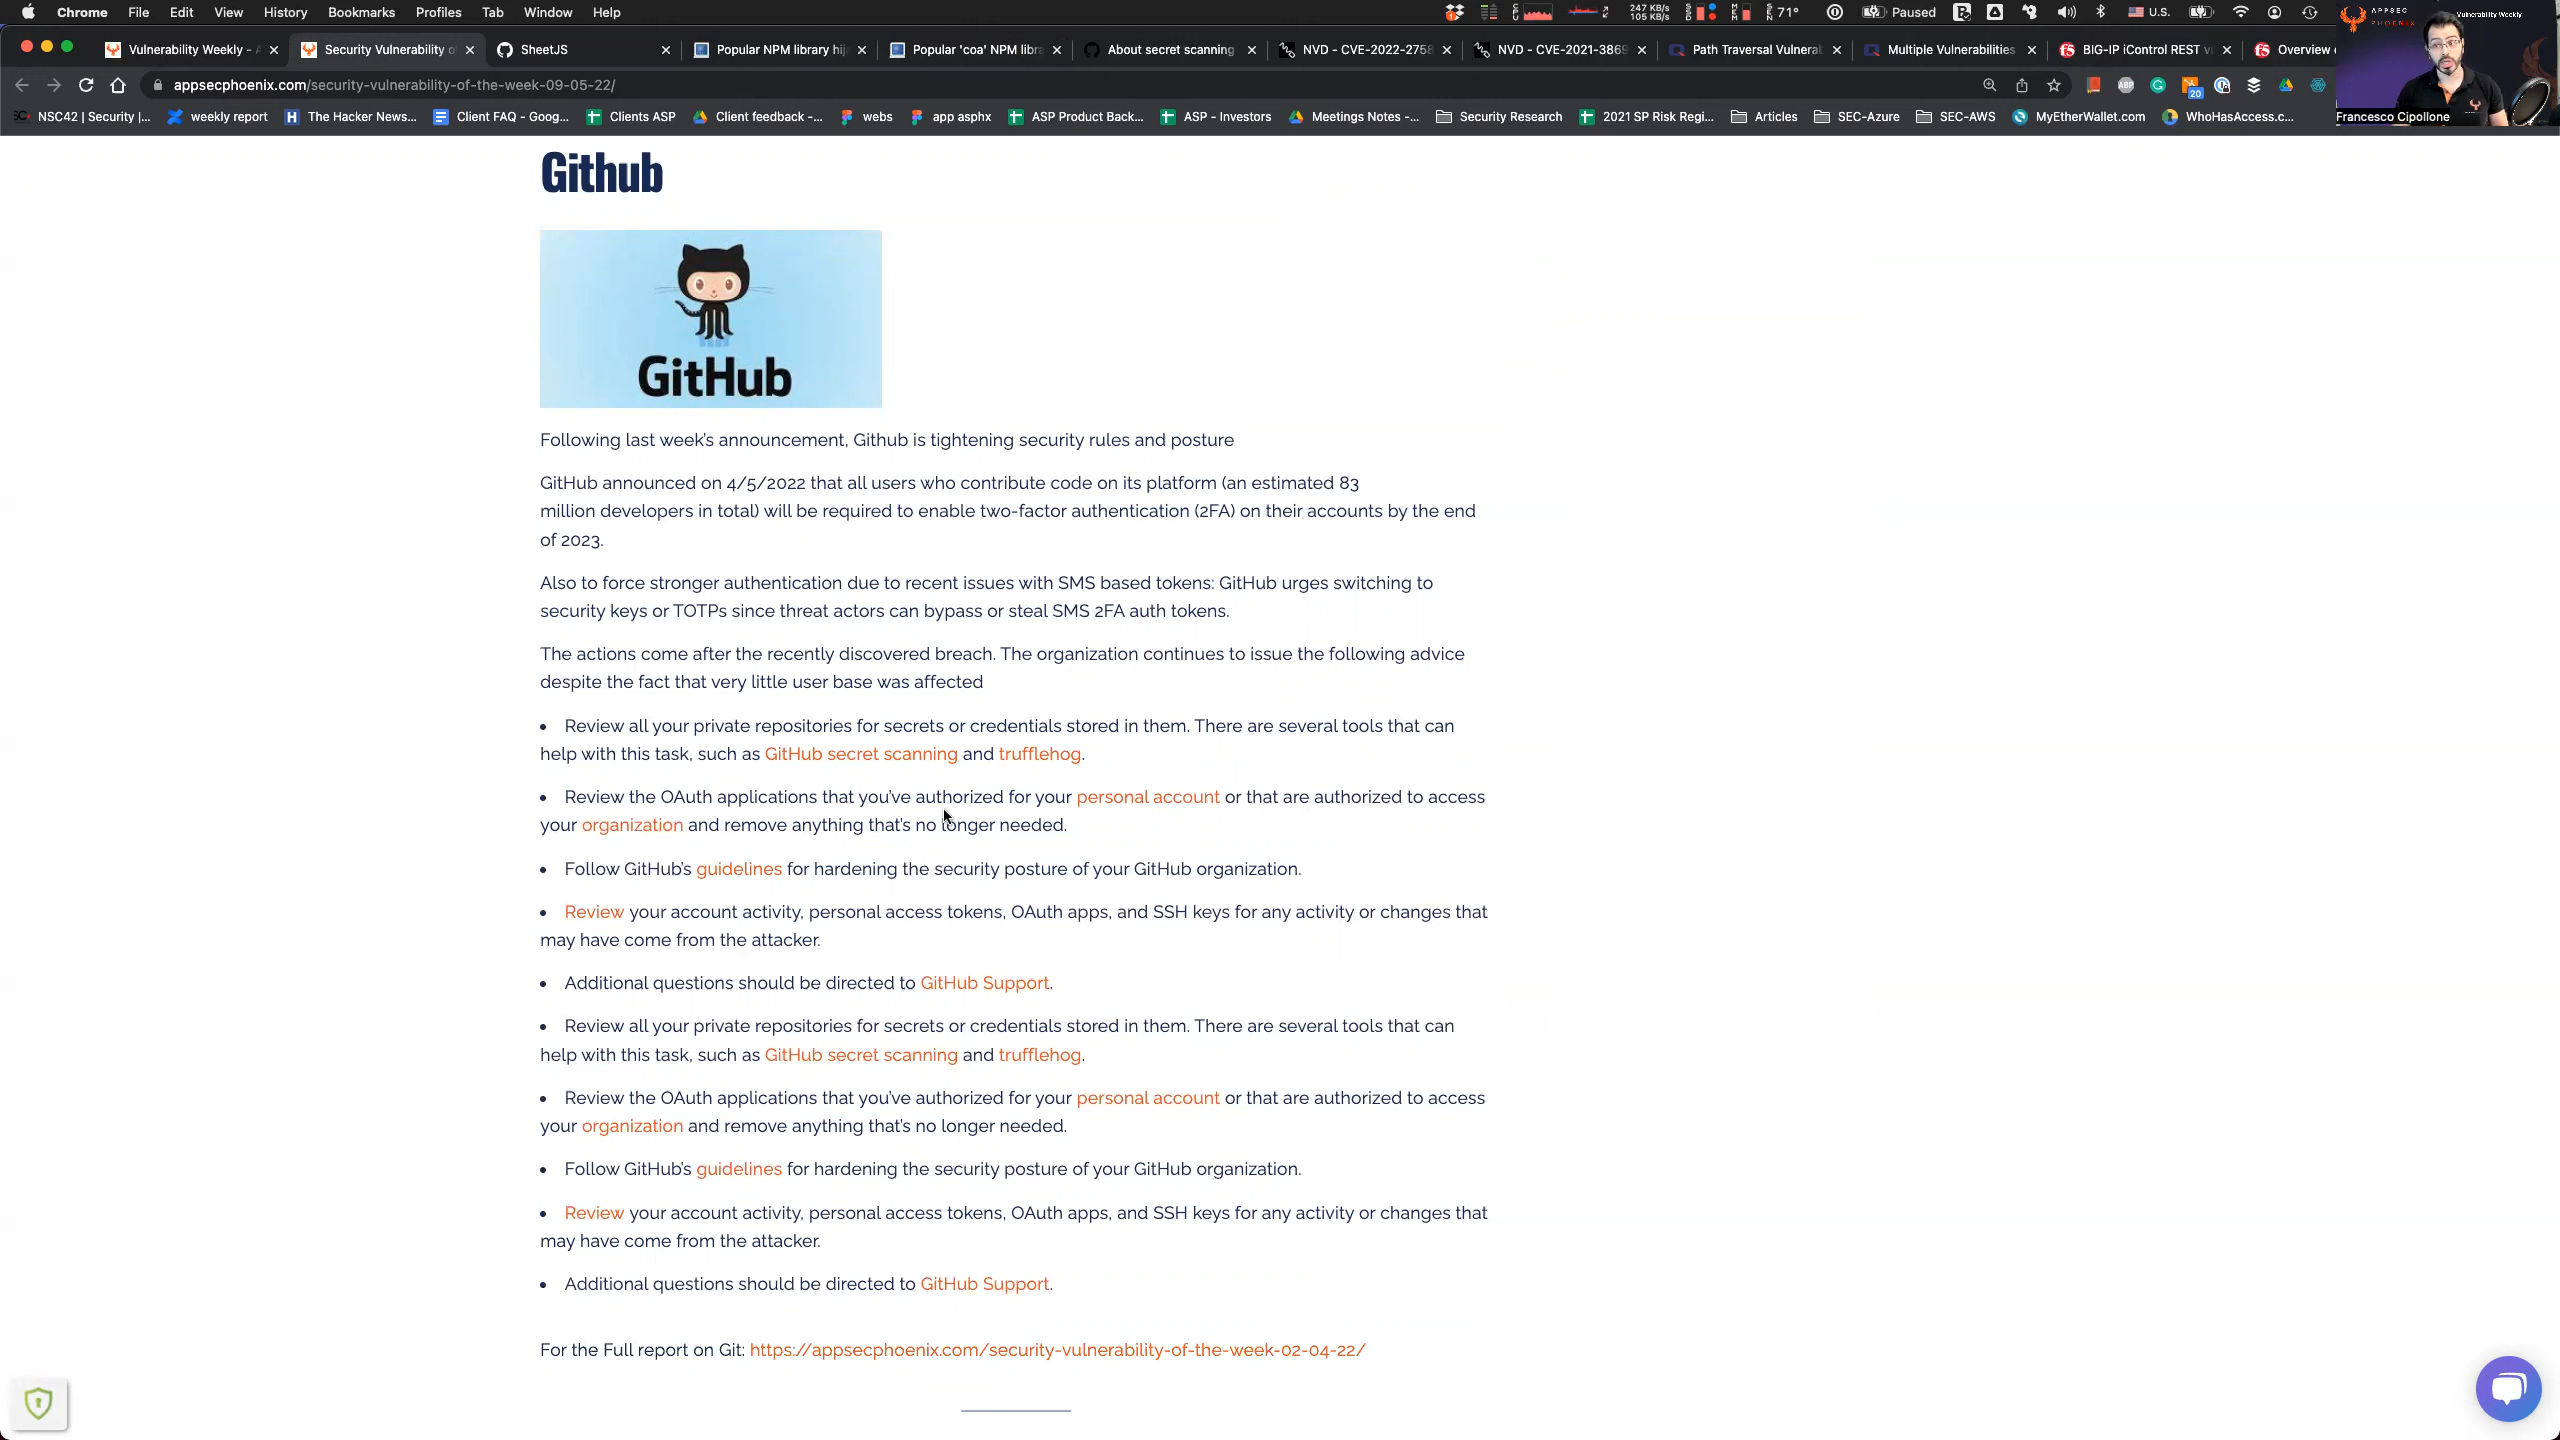 Chrome File Edit View History Bookmarks Profiles Tab Window Help
247 KB/s
105 KB/s
71° Paused U.S.
APPSEC
PHOENIX
Vulnerability Weekly
Vulnerability Weekly - A
Security Vulnerability o
SheetJS
Popular NPM library hij
Popular 'coa' NPM libra
About secret scanning
NVD - CVE-2022-2758
NVD - CVE-2021-3869
Path Traversal Vulnerab
Multiple Vulnerabilities
BIG-IP iControl REST v
Overview
appsecphoenix.com/security-vulnerability-of-the-week-09-05-22/
ABP
20
NSC42 | Security |...
weekly report
The Hacker News...
Client FAQ - Goog...
Clients ASP
Client feedback -...
webs
app asphx
ASP Product Back...
ASP - Investors
Meetings Notes -...
Security Research
2021 SP Risk Regi...
Articles
SEC-Azure
SEC-AWS
MyEtherWallet.com
WhoHasAccess.c...
Francesco Cipollone
Github
GitHub
Following last week's announcement, Github is tightening security rules and posture
GitHub announced on 4/5/2022 that all users who contribute code on its platform (an estimated 83
million developers in total) will be required to enable two-factor authentication (2FA) on their accounts by the end
of 2023.
Also to force stronger authentication due to recent issues with SMS based tokens: GitHub urges switching to
security keys or TOTPs since threat actors can bypass or steal SMS 2FA auth tokens.
The actions come after the recently discovered breach. The organization continues to issue the following advice
despite the fact that very little user base was affected
• Review all your private repositories for secrets or credentials stored in them. There are several tools that can
help with this task, such as GitHub secret scanning and trufflehog.
• Review the OAuth applications that you've authorized for your personal account or that are authorized to access
your organization and remove anything that's no longer needed.
• Follow GitHub's guidelines for hardening the security posture of your GitHub organization.
• Review your account activity, personal access tokens, OAuth apps, and SSH keys for any activity or changes that
may have come from the attacker.
• Additional questions should be directed to GitHub Support.
• Review all your private repositories for secrets or credentials stored in them. There are several tools that can
help with this task, such as GitHub secret scanning and trufflehog.
• Review the OAuth applications that you've authorized for your personal account or that are authorized to access
your organization and remove anything that's no longer needed.
• Follow GitHub's guidelines for hardening the security posture of your GitHub organization.
• Review your account activity, personal access tokens, OAuth apps, and SSH keys for any activity or changes that
may have come from the attacker.
• Additional questions should be directed to GitHub Support.
For the Full report on Git: https://appsecphoenix.com/security-vulnerability-of-the-week-02-04-22/